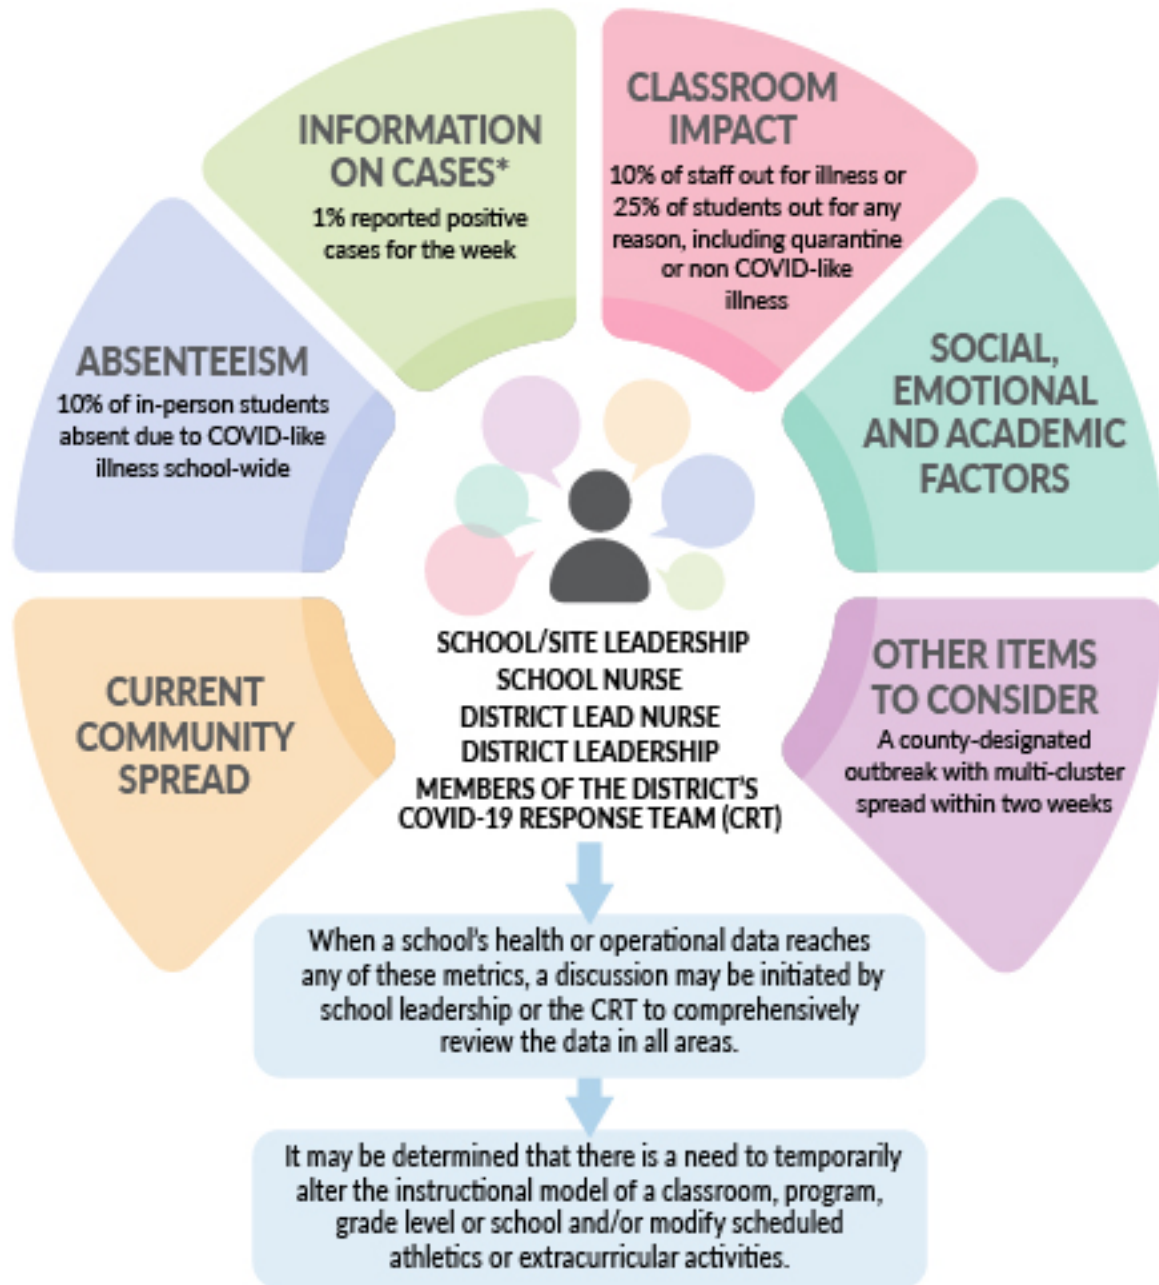 INFORMATION
ON CASES*
1% reported positive
cases for the week
CLASSROOM
IMPACT
10% of staff out for illness or
25% of students out for any
reason, including quarantine
or non COVID-like
illness
ABSENTEEISM
10% of in-person students
absent due to COVID-like
illness school-wide
SOCIAL,
EMOTIONAL
AND ACADEMIC
FACTORS
CURRENT
COMMUNITY
SPREAD
OTHER ITEMS
TO CONSIDER
A county-designated
outbreak with multi-cluster
spread within two weeks
SCHOOL/SITE LEADERSHIP
SCHOOL NURSE
DISTRICT LEAD NURSE
DISTRICT LEADERSHIP
MEMBERS OF THE DISTRICT'S
COVID-19 RESPONSE TEAM (CRT)
When a school's health or operational data reaches
any of these metrics, a discussion may be initiated by
school leadership or the CRT to comprehensively
review the data in all areas.
It may be determined that there is a need to temporarily
alter the instructional model of a classroom, program,
grade level or school and/or modify scheduled
athletics or extracurricular activities.